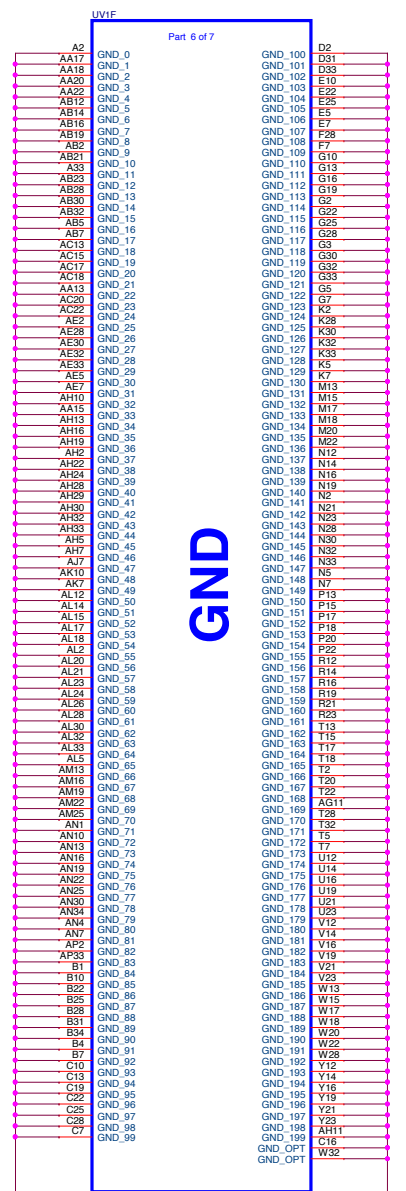 UV1F
Part 6 of 7
A2 GND_0 GND_100 D2
AA17 GND_1 GND_101 D31
AA18 GND_2 GND_102 D33
AA20 GND_3 GND_103 E10
AA22 GND_4 GND_104 E22
AB12 GND_5 GND_105 E25
AB14 GND_6 GND_106 E5
AB16 GND_7 GND_107 E7
AB19 GND_8 GND_108 F28
AB2 GND_9 GND_109 F7
AB21 GND_10 GND_110 G10
A33 GND_11 GND_111 G13
AB23 GND_12 GND_112 G16
AB28 GND_13 GND_113 G19
AB30 GND_14 GND_114 G2
AB32 GND_15 GND_115 G22
AB5 GND_16 GND_116 G25
AB7 GND_17 GND_117 G28
AC13 GND_18 GND_118 G3
AC15 GND_19 GND_119 G30
AC17 GND_20 GND_120 G32
AC18 GND_21 GND_121 G33
AA13 GND_22 GND_122 G5
AC20 GND_23 GND_123 G7
AC22 GND_24 GND_124 K2
AE2 GND_25 GND_125 K28
AE28 GND_26 GND_126 K30
AE30 GND_27 GND_127 K32
AE32 GND_28 GND_128 K33
AE33 GND_29 GND_129 K5
AE5 GND_30 GND_130 K7
AE7 GND_31 GND_131 M13
AH10 GND_32 GND_132 M15
AA15 GND_33 GND_133 M17
AH13 GND_34 GND_134 M18
AH16 GND_35 GND_135 M20
AH19 GND_36 GND_136 M22
AH2 GND_37 GND_137 N12
AH22 GND_38 GND_138 N14
AH24 GND_39 GND_139 N16
AH28 GND_40 GND_140 N19
AH29 GND_41 GND_141 N2
AH30 GND_42 GND_142 N21
AH32 GND_43 GND_143 N23
AH33 GND_44 GND_144 N28
AH5 GND_45 GND_145 N30
AH7 GND_46 GND_146 N32
AJ7 GND_47 GND_147 N33
AK10 GND_48 GND_148 N5
AK7 GND_49 GND_149 N7
AL12 GND_50 GND_150 P13
AL14 GND_51 GND_151 P15
AL15 GND_52 GND_152 P17
AL17 GND_53 GND_153 P18
AL18 GND_54 GND_154 P20
AL2 GND_55 GND_155 P22
AL20 GND_56 GND_156 R12
AL21 GND_57 GND_157 R14
AL23 GND_58 GND_158 R16
AL24 GND_59 GND_159 R19
AL26 GND_60 GND_160 R21
AL28 GND_61 GND_161 R23
AL30 GND_62 GND_162 T13
AL32 GND_63 GND_163 T15
AL33 GND_64 GND_164 T17
AL5 GND_65 GND_165 T18
AM13 GND_66 GND_166 T2
AM16 GND_67 GND_167 T20
AM19 GND_68 GND_168 T22
AM22 GND_69 GND_169 AG11
AM25 GND_70 GND_170 T28
AN1 GND_71 GND_171 T32
AN10 GND_72 GND_172 T5
AN13 GND_73 GND_173 T7
AN16 GND_74 GND_174 U12
AN19 GND_75 GND_175 U14
AN22 GND_76 GND_176 U16
AN25 GND_77 GND_177 U19
AN30 GND_78 GND_178 U21
AN34 GND_79 GND_179 U23
AN4 GND_80 GND_180 V12
AN7 GND_81 GND_181 V14
AP2 GND_82 GND_182 V16
AP33 GND_83 GND_183 V19
B1 GND_84 GND_184 V21
B10 GND_85 GND_185 V23
B22 GND_86 GND_186 W13
B25 GND_87 GND_187 W15
B28 GND_88 GND_188 W17
B31 GND_89 GND_189 W18
B34 GND_90 GND_190 W20
B4 GND_91 GND_191 W22
B7 GND_92 GND_192 W28
C10 GND_93 GND_193 Y12
C13 GND_94 GND_194 Y14
C19 GND_95 GND_195 Y16
C22 GND_96 GND_196 Y19
C25 GND_97 GND_197 Y21
C28 GND_98 GND_198 Y23
C7 GND_99 GND_199 AH11
GND_OPT C16
GND_OPT W32
GND